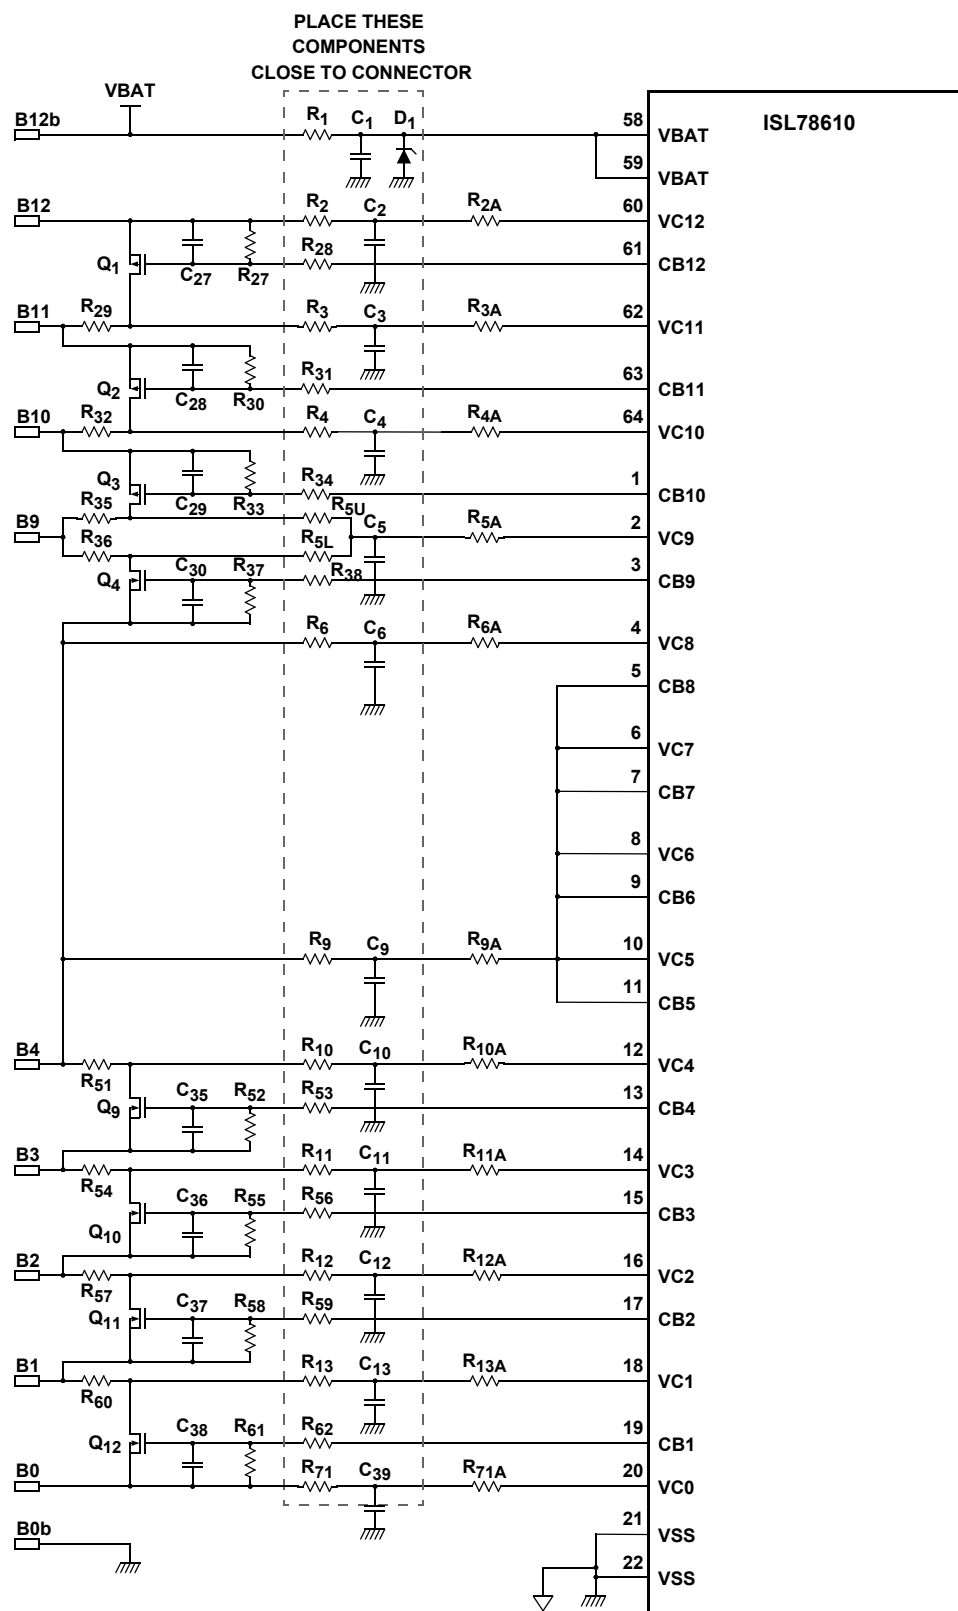 PLACE THESE
COMPONENTS
CLOSE TO CONNECTOR
VBAT
B12b
R1
C1
D1
58
VBAT
ISL78610
59
VBAT
B12
R2
C2
R2A
60
VC12
Q1
C27
R27
R28
61
CB12
B11
R29
R3
C3
R3A
62
VC11
Q2
C28
R30
R31
63
CB11
B10
R32
R4
C4
R4A
64
VC10
Q3
C29
R33
R34
1
CB10
B9
R35
R5U
C5
R5A
2
VC9
R36
R5L
Q4
C30
R37
R38
3
CB9
R6
C6
R6A
4
VC8
5
CB8
6
VC7
7
CB7
8
VC6
9
CB6
R9
C9
R9A
10
VC5
11
CB5
B4
R51
R10
C10
R10A
12
VC4
Q9
C35
R52
R53
13
CB4
B3
R54
R11
C11
R11A
14
VC3
Q10
C36
R55
R56
15
CB3
B2
R57
R12
C12
R12A
16
VC2
Q11
C37
R58
R59
17
CB2
B1
R60
R13
C13
R13A
18
VC1
Q12
C38
R61
R62
19
CB1
B0
R71
C39
R71A
20
VC0
B0b
21
VSS
22
VSS